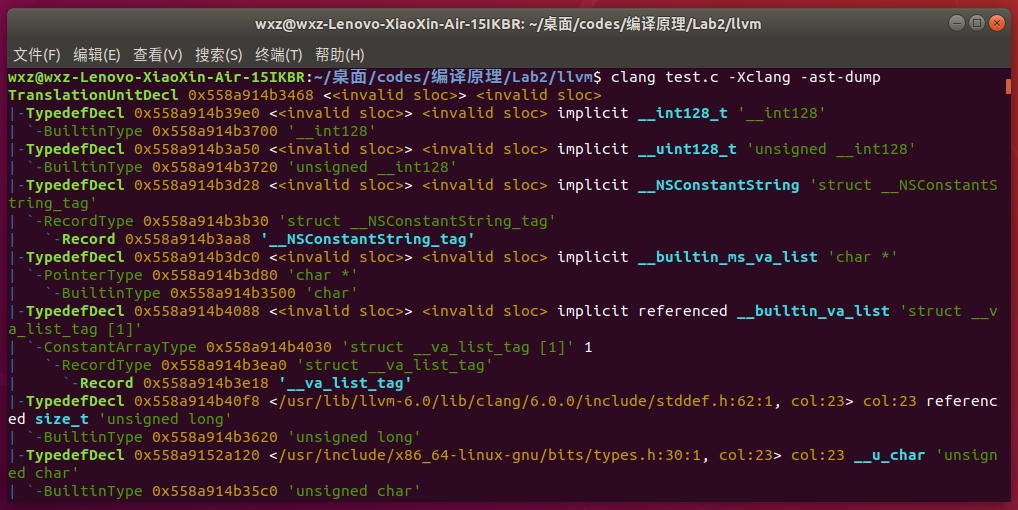 wxz@wxz-Lenovo-XiaoXin-Air-15IKBR: ~/桌面/codes/编译原理/Lab2/llvm
文件(F) 编辑(E) 查看(V) 搜索(S) 终端(T) 帮助(H)
wxz@wxz-Lenovo-XiaoXin-Air-15IKBR:~/桌面/codes/编译原理/Lab2/llvm$ clang test.c -Xclang -ast-dump
TranslationUnitDecl 0x558a914b3468 <<invalid sloc>> <invalid sloc>
|-TypedefDecl 0x558a914b39e0 <<invalid sloc>> <invalid sloc> implicit __int128_t '__int128'
| `-BuiltinType 0x558a914b3700 '__int128'
|-TypedefDecl 0x558a914b3a50 <<invalid sloc>> <invalid sloc> implicit __uint128_t 'unsigned __int128'
| `-BuiltinType 0x558a914b3720 'unsigned __int128'
|-TypedefDecl 0x558a914b3d28 <<invalid sloc>> <invalid sloc> implicit __NSConstantString 'struct __NSConstantS
tring_tag'
| `-RecordType 0x558a914b3b30 'struct __NSConstantString_tag'
|   `-Record 0x558a914b3aa8 '__NSConstantString_tag'
|-TypedefDecl 0x558a914b3dc0 <<invalid sloc>> <invalid sloc> implicit __builtin_ms_va_list 'char *'
| `-PointerType 0x558a914b3d80 'char *'
|   `-BuiltinType 0x558a914b3500 'char'
|-TypedefDecl 0x558a914b4088 <<invalid sloc>> <invalid sloc> implicit referenced __builtin_va_list 'struct __v
a_list_tag [1]'
| `-ConstantArrayType 0x558a914b4030 'struct __va_list_tag [1]' 1
|   `-RecordType 0x558a914b3ea0 'struct __va_list_tag'
|     `-Record 0x558a914b3e18 '__va_list_tag'
|-TypedefDecl 0x558a914b40f8 </usr/lib/llvm-6.0/lib/clang/6.0.0/include/stddef.h:62:1, col:23> col:23 referenc
ed size_t 'unsigned long'
| `-BuiltinType 0x558a914b3620 'unsigned long'
|-TypedefDecl 0x558a9152a120 </usr/include/x86_64-linux-gnu/bits/types.h:30:1, col:23> col:23 __u_char 'unsign
ed char'
| `-BuiltinType 0x558a914b35c0 'unsigned char'